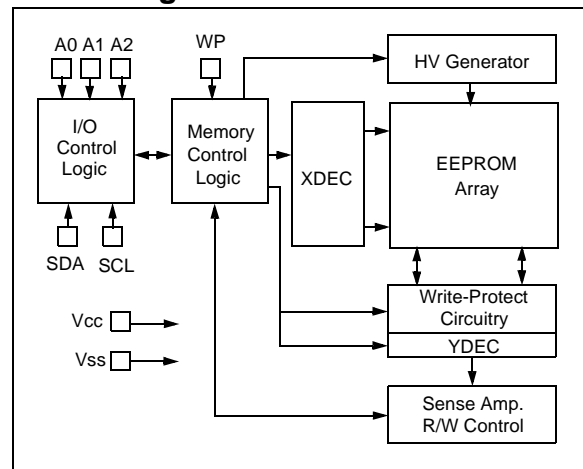 A0 A1 A2
WP
HV Generator
I/O
Control
Logic
Memory
Control
Logic
XDEC
EEPROM
Array
SDA
SCL
Write-Protect
Circuitry
YDEC
Vcc
Vss
Sense Amp.
R/W Control